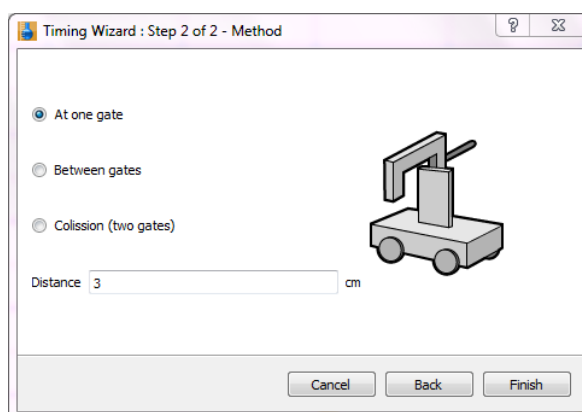 Timing Wizard : Step 2 of 2 - Method
?
At one gate
Between gates
Colission (two gates)
Distance 3 cm
Cancel Back Finish